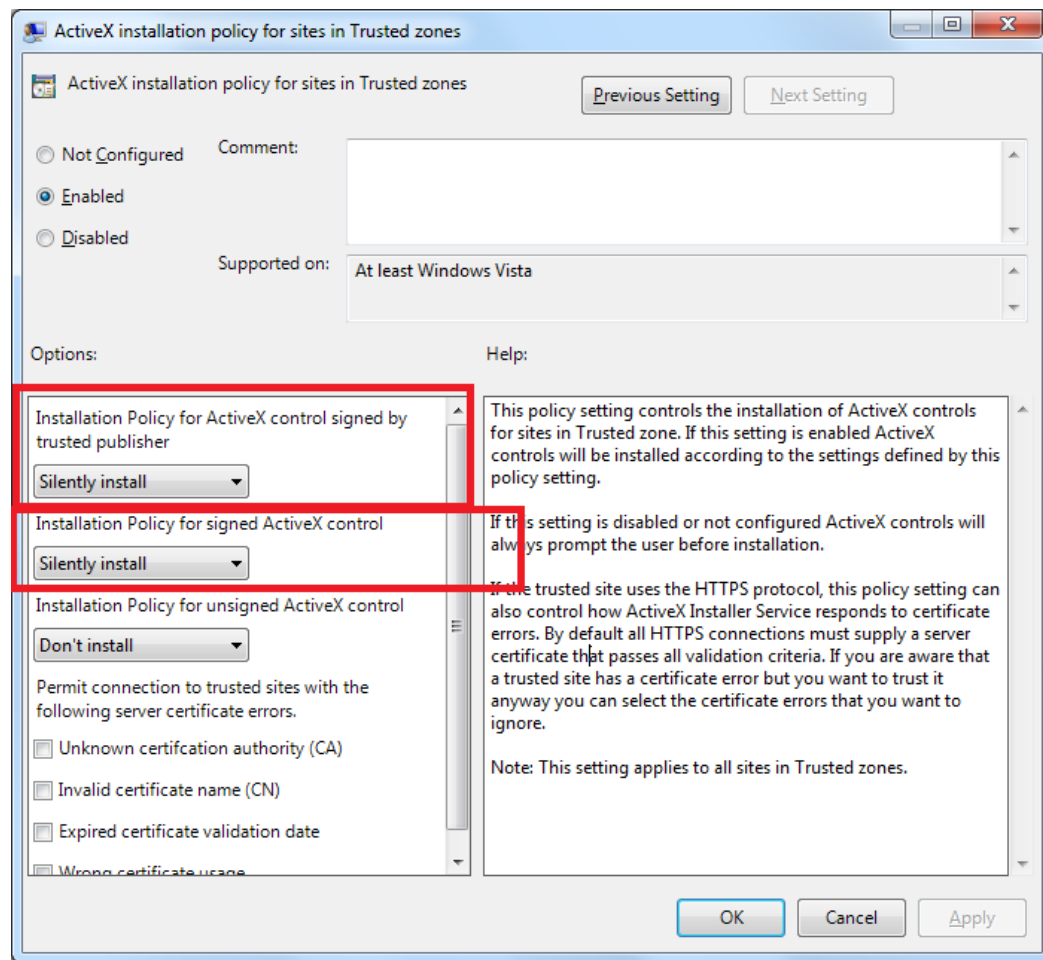 ActiveX installation policy for sites in Trusted zones
ActiveX installation policy for sites in Trusted zones
Previous Setting
Next Setting
Not Configured
Comment:
Enabled
Disabled
Supported on:
At least Windows Vista
Options:
Help:
Installation Policy for ActiveX control signed by
trusted publisher
Silently install
Installation Policy for signed ActiveX control
Silently install
Installation Policy for unsigned ActiveX control
Don't install
Permit connection to trusted sites with the
following server certificate errors.
Unknown certifcation authority (CA)
Invalid certificate name (CN)
Expired certificate validation date
Wrong certificate usage
This policy setting controls the installation of ActiveX controls
for sites in Trusted zone. If this setting is enabled ActiveX
controls will be installed according to the settings defined by this
policy setting.
If this setting is disabled or not configured ActiveX controls will
always prompt the user before installation.
If the trusted site uses the HTTPS protocol, this policy setting can
also control how ActiveX Installer Service responds to certificate
errors. By default all HTTPS connections must supply a server
certificate that passes all validation criteria. If you are aware that
a trusted site has a certificate error but you want to trust it
anyway you can select the certificate errors that you want to
ignore.
Note: This setting applies to all sites in Trusted zones.
OK
Cancel
Apply